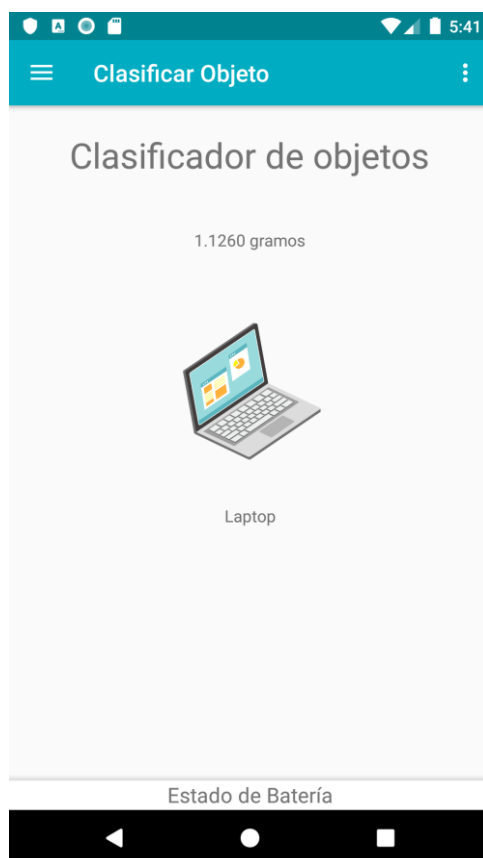 5:41
Clasificar Objeto
Clasificador de objetos
1.1260 gramos
Laptop
Estado de Batería